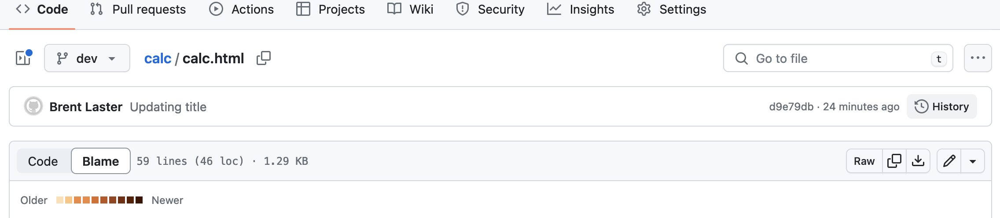 Code Pull requests Actions Projects Wiki Security Insights Settings
dev calc / calc.html Go to file t
Brent Laster Updating title d9e79db · 24 minutes ago History
Code Blame 59 lines (46 loc) · 1.29 KB Raw
Older Newer